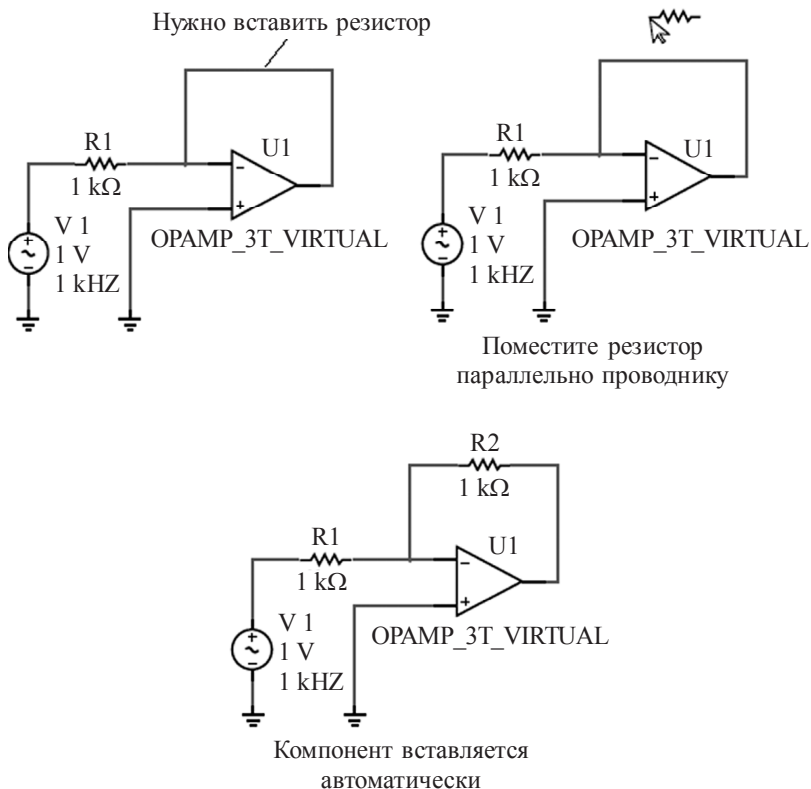 Нужно вставить резистор
R1
1 kΩ
U1
V 1
1 V
1 kHZ
OPAMP_3T_VIRTUAL
R1
1 kΩ
U1
V 1
1 V
1 kHZ
OPAMP_3T_VIRTUAL
Поместите резистор
параллельно проводнику
R2
1 kΩ
R1
1 kΩ
U1
V 1
1 V
1 kHZ
OPAMP_3T_VIRTUAL
Компонент вставляется
автоматически